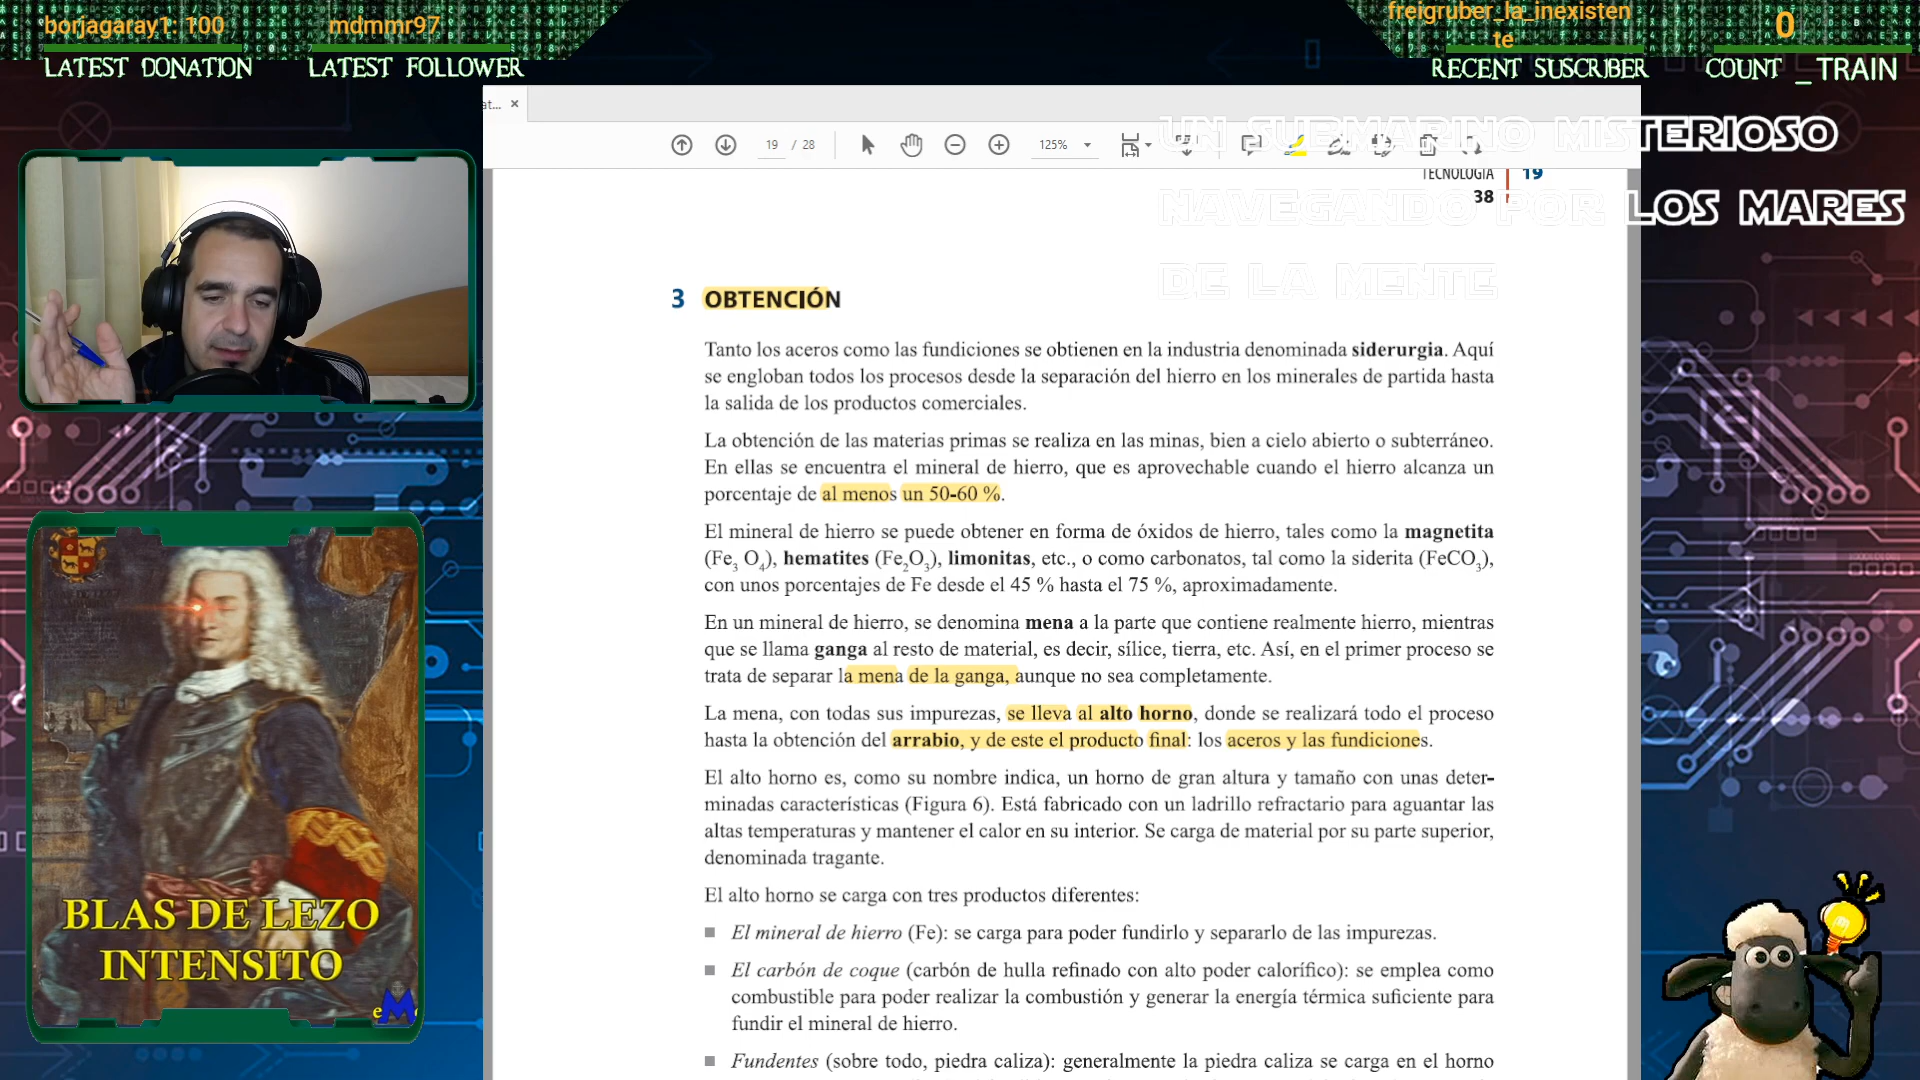 borjagaray1: 100
LATEST DONATION
mdmmr97
LATEST FOLLOWER
freigruber_la_inexisten
te
RECENT SUSCRIBER
0
COUNT _TRAIN
UN SUBMARINO MISTERIOSO
NAVEGANDO POR LOS MARES
DE LA MENTE
at...
19 / 28
125%
TECNOLOGÍA 19
38
3 OBTENCIÓN
Tanto los aceros como las fundiciones se obtienen en la industria denominada siderurgia. Aquí
se engloban todos los procesos desde la separación del hierro en los minerales de partida hasta
la salida de los productos comerciales.
La obtención de las materias primas se realiza en las minas, bien a cielo abierto o subterráneo.
En ellas se encuentra el mineral de hierro, que es aprovechable cuando el hierro alcanza un
porcentaje de al menos un 50-60 %.
El mineral de hierro se puede obtener en forma de óxidos de hierro, tales como la magnetita
(Fe₃ O₄), hematites (Fe₂O₃), limonitas, etc., o como carbonatos, tal como la siderita (FeCO₃),
con unos porcentajes de Fe desde el 45 % hasta el 75 %, aproximadamente.
En un mineral de hierro, se denomina mena a la parte que contiene realmente hierro, mientras
que se llama ganga al resto de material, es decir, sílice, tierra, etc. Así, en el primer proceso se
trata de separar la mena de la ganga, aunque no sea completamente.
La mena, con todas sus impurezas, se lleva al alto horno, donde se realizará todo el proceso
hasta la obtención del arrabio, y de este el producto final: los aceros y las fundiciones.
El alto horno es, como su nombre indica, un horno de gran altura y tamaño con unas deter-
minadas características (Figura 6). Está fabricado con un ladrillo refractario para aguantar las
altas temperaturas y mantener el calor en su interior. Se carga de material por su parte superior,
denominada tragante.
El alto horno se carga con tres productos diferentes:
El mineral de hierro (Fe): se carga para poder fundirlo y separarlo de las impurezas.
El carbón de coque (carbón de hulla refinado con alto poder calorífico): se emplea como
combustible para poder realizar la combustión y generar la energía térmica suficiente para
fundir el mineral de hierro.
Fundentes (sobre todo, piedra caliza): generalmente la piedra caliza se carga en el horno
BLAS DE LEZO
INTENSITO